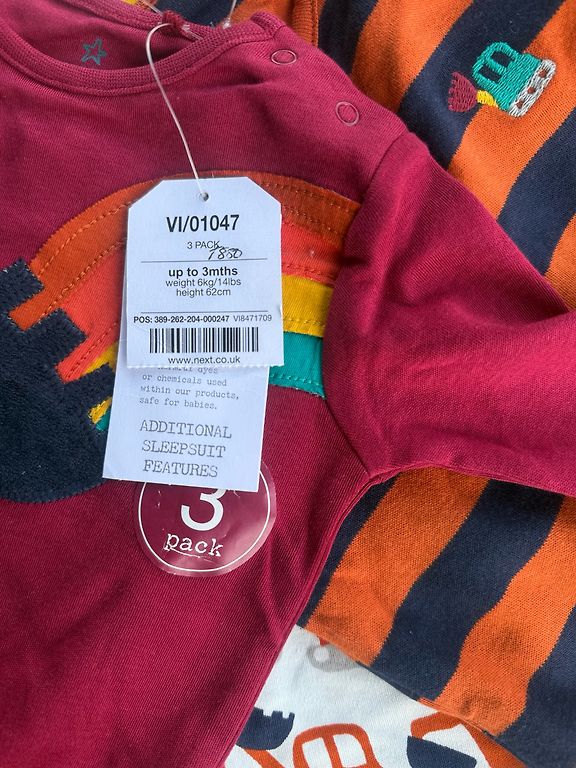 VI/01047
3 PACK
up to 3mths
weight 6kg/14lbs
height 62cm
POS: 389-262-204-000247 VI8471709
www.next.co.uk
dyes
or chemicals used
within our products,
safe for babies.
ADDITIONAL
SLEEPSUIT
FEATURES
3
pack